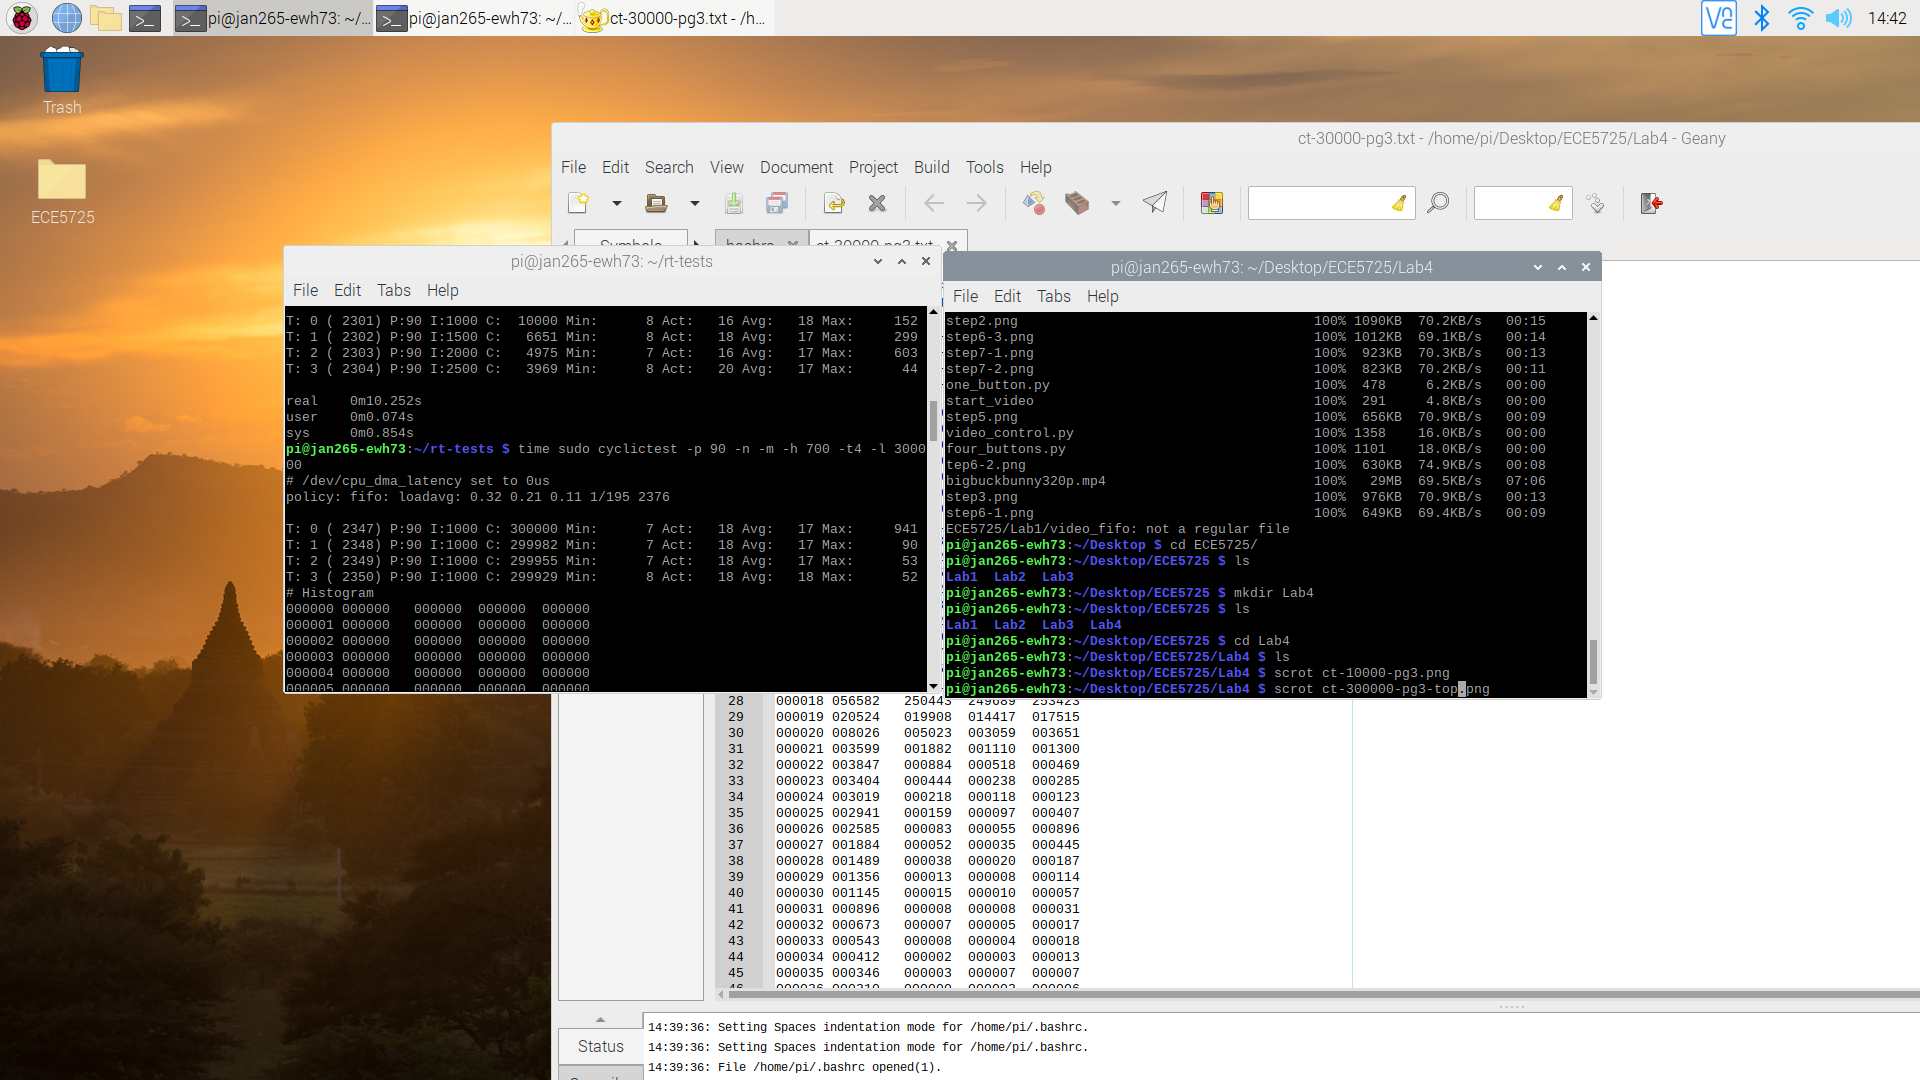 pi@jan265-ewh73: ~/...
pi@jan265-ewh73: ~/...
ct-30000-pg3.txt - /h...
14:42
Trash
ECE5725
ct-30000-pg3.txt - /home/pi/Desktop/ECE5725/Lab4 - Geany
File Edit Search View Document Project Build Tools Help
Symbols bashrc ct-30000-pg3.txt
pi@jan265-ewh73: ~/rt-tests
File Edit Tabs Help
T: 0 ( 2301) P:90 I:1000 C:  10000 Min:      8 Act:   16 Avg:   18 Max:     152
T: 1 ( 2302) P:90 I:1500 C:   6651 Min:      8 Act:   18 Avg:   17 Max:     299
T: 2 ( 2303) P:90 I:2000 C:   4975 Min:      7 Act:   16 Avg:   17 Max:     603
T: 3 ( 2304) P:90 I:2500 C:   3969 Min:      8 Act:   20 Avg:   17 Max:      44
real    0m10.252s
user    0m0.074s
sys     0m0.854s
pi@jan265-ewh73:~/rt-tests $ time sudo cyclictest -p 90 -n -m -h 700 -t4 -l 3000
00
# /dev/cpu_dma_latency set to 0us
policy: fifo: loadavg: 0.32 0.21 0.11 1/195 2376
T: 0 ( 2347) P:90 I:1000 C: 300000 Min:      7 Act:   18 Avg:   17 Max:     941
T: 1 ( 2348) P:90 I:1000 C: 299982 Min:      7 Act:   18 Avg:   17 Max:      90
T: 2 ( 2349) P:90 I:1000 C: 299955 Min:      7 Act:   18 Avg:   17 Max:      53
T: 3 ( 2350) P:90 I:1000 C: 299929 Min:      8 Act:   18 Avg:   18 Max:      52
# Histogram
000000 000000   000000  000000  000000
000001 000000   000000  000000  000000
000002 000000   000000  000000  000000
000003 000000   000000  000000  000000
000004 000000   000000  000000  000000
000005 000000   000000  000000  000000
pi@jan265-ewh73: ~/Desktop/ECE5725/Lab4
File Edit Tabs Help
step2.png 100% 1090KB 70.2KB/s 00:15
step6-3.png 100% 1012KB 69.1KB/s 00:14
step7-1.png 100% 923KB 70.3KB/s 00:13
step7-2.png 100% 823KB 70.2KB/s 00:11
one_button.py 100% 478 6.2KB/s 00:00
start_video 100% 291 4.8KB/s 00:00
step5.png 100% 656KB 70.9KB/s 00:09
video_control.py 100% 1358 16.0KB/s 00:00
four_buttons.py 100% 1101 18.0KB/s 00:00
tep6-2.png 100% 630KB 74.9KB/s 00:08
bigbuckbunny320p.mp4 100% 29MB 69.5KB/s 07:06
step3.png 100% 976KB 70.9KB/s 00:13
step6-1.png 100% 649KB 69.4KB/s 00:09
ECE5725/Lab1/video_fifo: not a regular file
pi@jan265-ewh73:~/Desktop $ cd ECE5725/
pi@jan265-ewh73:~/Desktop/ECE5725 $ ls
Lab1  Lab2  Lab3
pi@jan265-ewh73:~/Desktop/ECE5725 $ mkdir Lab4
pi@jan265-ewh73:~/Desktop/ECE5725 $ ls
Lab1  Lab2  Lab3  Lab4
pi@jan265-ewh73:~/Desktop/ECE5725 $ cd Lab4
pi@jan265-ewh73:~/Desktop/ECE5725/Lab4 $ ls
pi@jan265-ewh73:~/Desktop/ECE5725/Lab4 $ scrot ct-10000-pg3.png
pi@jan265-ewh73:~/Desktop/ECE5725/Lab4 $ scrot ct-300000-pg3-top.png
28 000018 056582   250443  249689  253423
29 000019 020524   019908  014417  017515
30 000020 008026   005023  003059  003651
31 000021 003599   001882  001110  001300
32 000022 003847   000884  000518  000469
33 000023 003404   000444  000238  000285
34 000024 003019   000218  000118  000123
35 000025 002941   000159  000097  000407
36 000026 002585   000083  000055  000896
37 000027 001884   000052  000035  000445
38 000028 001489   000038  000020  000187
39 000029 001356   000013  000008  000114
40 000030 001145   000015  000010  000057
41 000031 000896   000008  000008  000031
42 000032 000673   000007  000005  000017
43 000033 000543   000008  000004  000018
44 000034 000412   000002  000003  000013
45 000035 000346   000003  000007  000007
Status
14:39:36: Setting Spaces indentation mode for /home/pi/.bashrc.
14:39:36: Setting Spaces indentation mode for /home/pi/.bashrc.
14:39:36: File /home/pi/.bashrc opened(1).